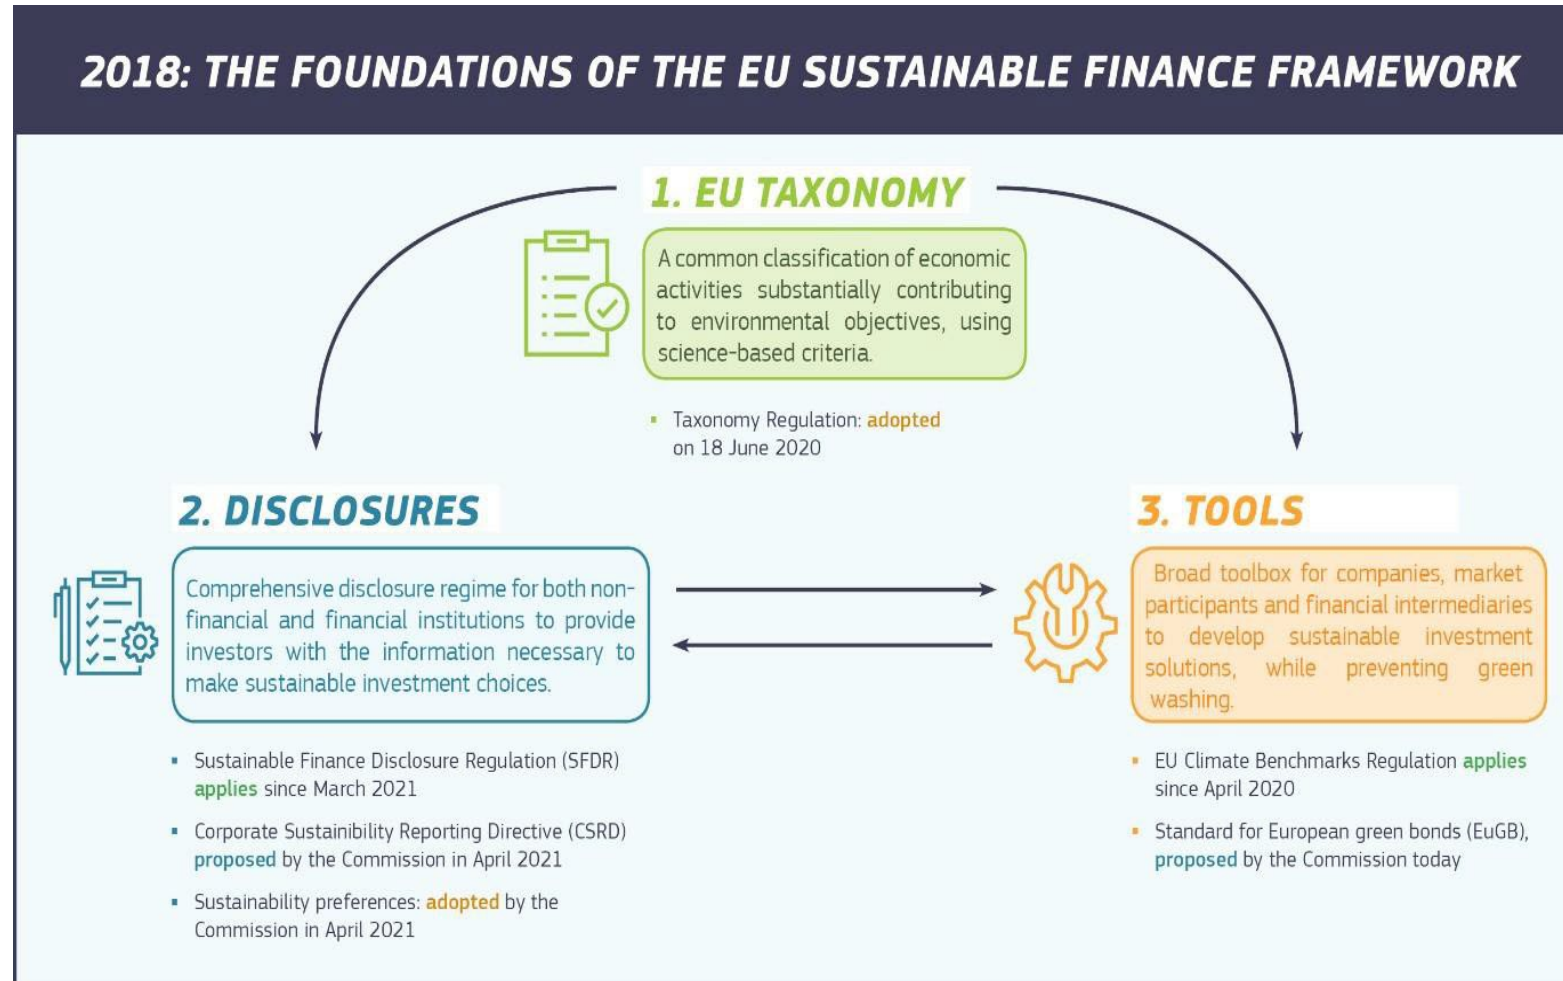 2018: THE FOUNDATIONS OF THE EU SUSTAINABLE FINANCE FRAMEWORK
1. EU TAXONOMY
A common classification of economic
activities substantially contributing
to environmental objectives, using
science-based criteria.
▪ Taxonomy Regulation: adopted
on 18 June 2020
2. DISCLOSURES
Comprehensive disclosure regime for both non-
financial and financial institutions to provide
investors with the information necessary to
make sustainable investment choices.
▪ Sustainable Finance Disclosure Regulation (SFDR)
applies since March 2021
▪ Corporate Sustainibility Reporting Directive (CSRD)
proposed by the Commission in April 2021
▪ Sustainability preferences: adopted by the
Commission in April 2021
3. TOOLS
Broad toolbox for companies, market
participants and financial intermediaries
to develop sustainable investment
solutions, while preventing green
washing.
▪ EU Climate Benchmarks Regulation applies
since April 2020
▪ Standard for European green bonds (EuGB),
proposed by the Commission today